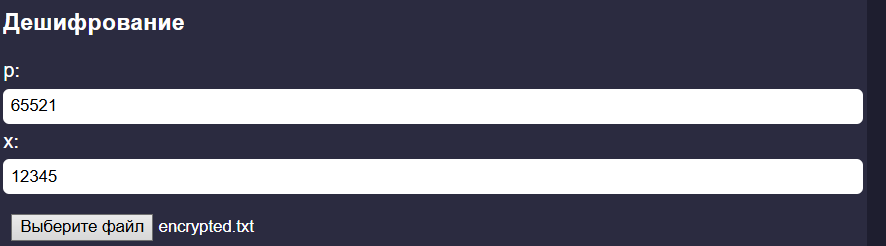 Дешифрование
p:
65521
x:
12345
Выберите файл encrypted.txt